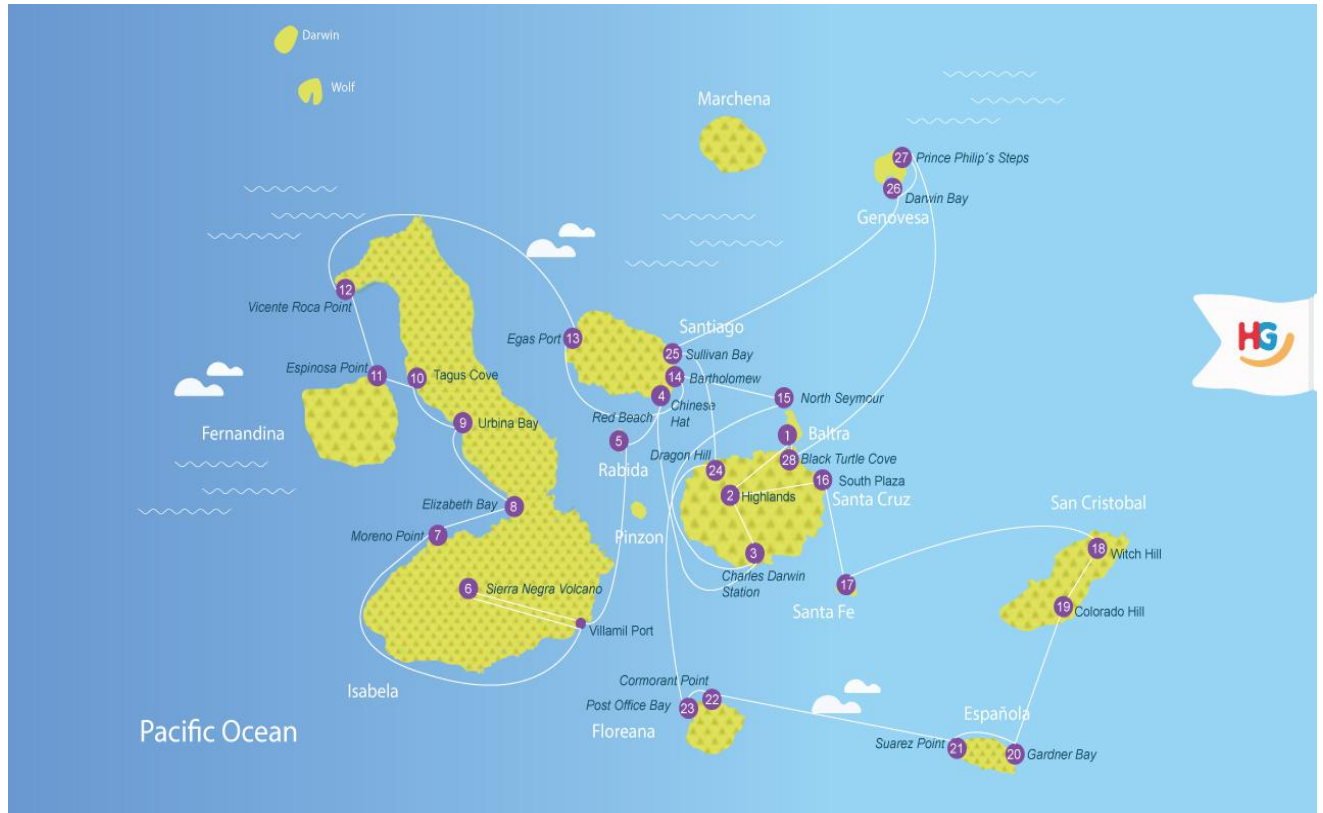 Darwin
Wolf
Marchena
27 Prince Philip´s Steps
26 Darwin Bay
Genovesa
12
Vicente Roca Point
Egas Port 13
Santiago
25 Sullivan Bay
Espinosa Point 11
10 Tagus Cove
14 Bartholomew
4 Chinese
Hat
15 North Seymour
HG
Fernandina
9 Urbina Bay
Red Beach
5
Rabida
1 Baltra
Dragon Hill
24
28 Black Turtle Cove
16 South Plaza
Santa Cruz
2 Highlands
Elizabeth Bay 8
Moreno Point 7
Pinzon
San Cristobal
18 Witch Hill
3
Charles Darwin
Station
17
Santa Fe
6 Sierra Negra Volcano
Villamil Port
19 Colorado Hill
Isabela
Cormorant Point
22
Post Office Bay 23
Floreana
Pacific Ocean
Española
Suarez Point 21
20 Gardner Bay